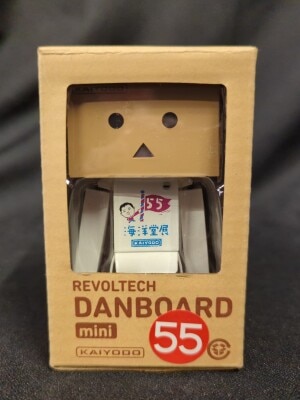 55
海洋堂展
KAIYODO
REVOLTECH
DANBOARD
mini
55
KAIYODO